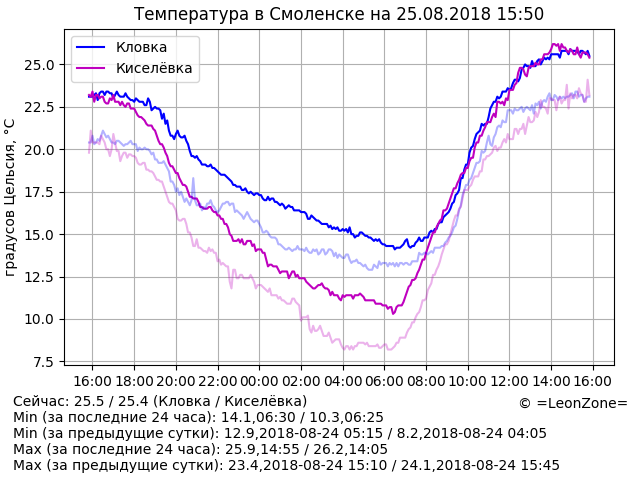 Температура в Смоленске на 25.08.2018 15:50
Кловка
Киселёвка
градусов Цельсия, °C
25.0
22.5
20.0
17.5
15.0
12.5
10.0
7.5
16:00 18:00 20:00 22:00 00:00 02:00 04:00 06:00 08:00 10:00 12:00 14:00 16:00
Сейчас: 25.5 / 25.4 (Кловка / Киселёвка)
© =LeonZone=
Min (за последние 24 часа): 14.1,06:30 / 10.3,06:25
Min (за предыдущие сутки): 12.9,2018-08-24 05:15 / 8.2,2018-08-24 04:05
Max (за последние 24 часа): 25.9,14:55 / 26.2,14:05
Max (за предыдущие сутки): 23.4,2018-08-24 15:10 / 24.1,2018-08-24 15:45